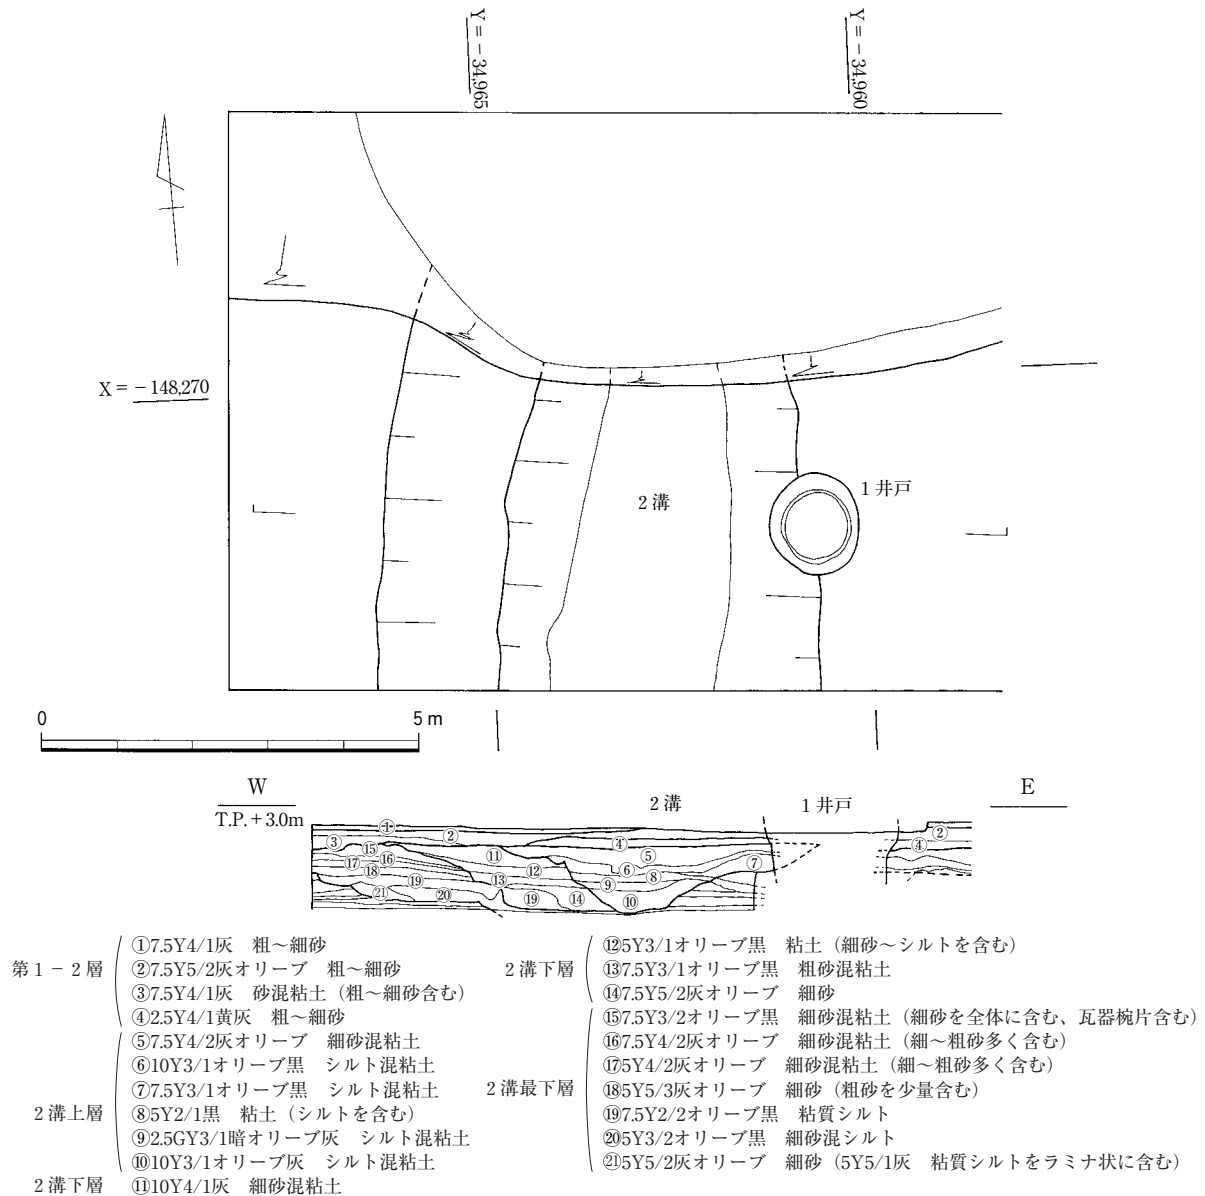 Y = − 34,965
Y = − 34,960
X = − 148,270
1 井戸
2 溝
0 5 m
W 2 溝 1 井戸 E
T.P. + 3.0m
① ② ③ ⑮ ⑯ ⑰ ⑱ ⑲ ⑳ ㉑ ⑪ ⑫ ⑬ ⑲ ⑭ ④ ⑤ ⑥ ⑧ ⑨ ⑩ ⑦ ② ④
第 1 − 2 層
①7.5Y4/1灰 粗~細砂
②7.5Y5/2灰オリーブ 粗~細砂
③7.5Y4/1灰 砂混粘土(粗~細砂含む)
④2.5Y4/1黄灰 粗~細砂
2 溝上層
⑤7.5Y4/2灰オリーブ 細砂混粘土
⑥10Y3/1オリーブ黒 シルト混粘土
⑦7.5Y3/1オリーブ黒 シルト混粘土
⑧5Y2/1黒 粘土(シルトを含む)
⑨2.5GY3/1暗オリーブ灰 シルト混粘土
⑩10Y3/1オリーブ灰 シルト混粘土
2 溝下層 ⑪10Y4/1灰 細砂混粘土
2 溝下層
⑫5Y3/1オリーブ黒 粘土(細砂~シルトを含む)
⑬7.5Y3/1オリーブ黒 粗砂混粘土
⑭7.5Y5/2灰オリーブ 細砂
2 溝最下層
⑮7.5Y3/2オリーブ黒 細砂混粘土(細砂を全体に含む、瓦器椀片含む)
⑯7.5Y4/2灰オリーブ 細砂混粘土(細~粗砂多く含む)
⑰5Y4/2灰オリーブ 細砂混粘土(細~粗砂多く含む)
⑱5Y5/3灰オリーブ 細砂(粗砂を少量含む)
⑲7.5Y2/2オリーブ黒 粘質シルト
⑳5Y3/2オリーブ黒 細砂混シルト
㉑5Y5/2灰オリーブ 細砂(5Y5/1灰 粘質シルトをラミナ状に含む)